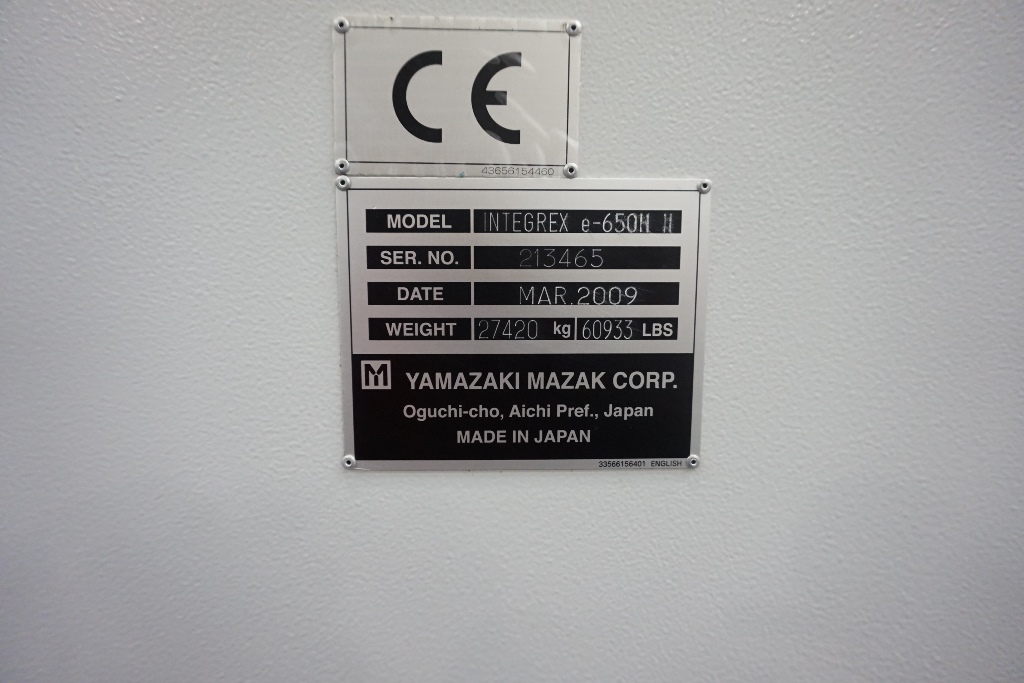 CE
43656154460
MODEL INTEGREX e-650H II
SER. NO. 213465
DATE MAR.2009
WEIGHT 27420 kg 60933 LBS
YAMAZAKI MAZAK CORP.
Oguchi-cho, Aichi Pref., Japan
MADE IN JAPAN
33566156401 ENGLISH